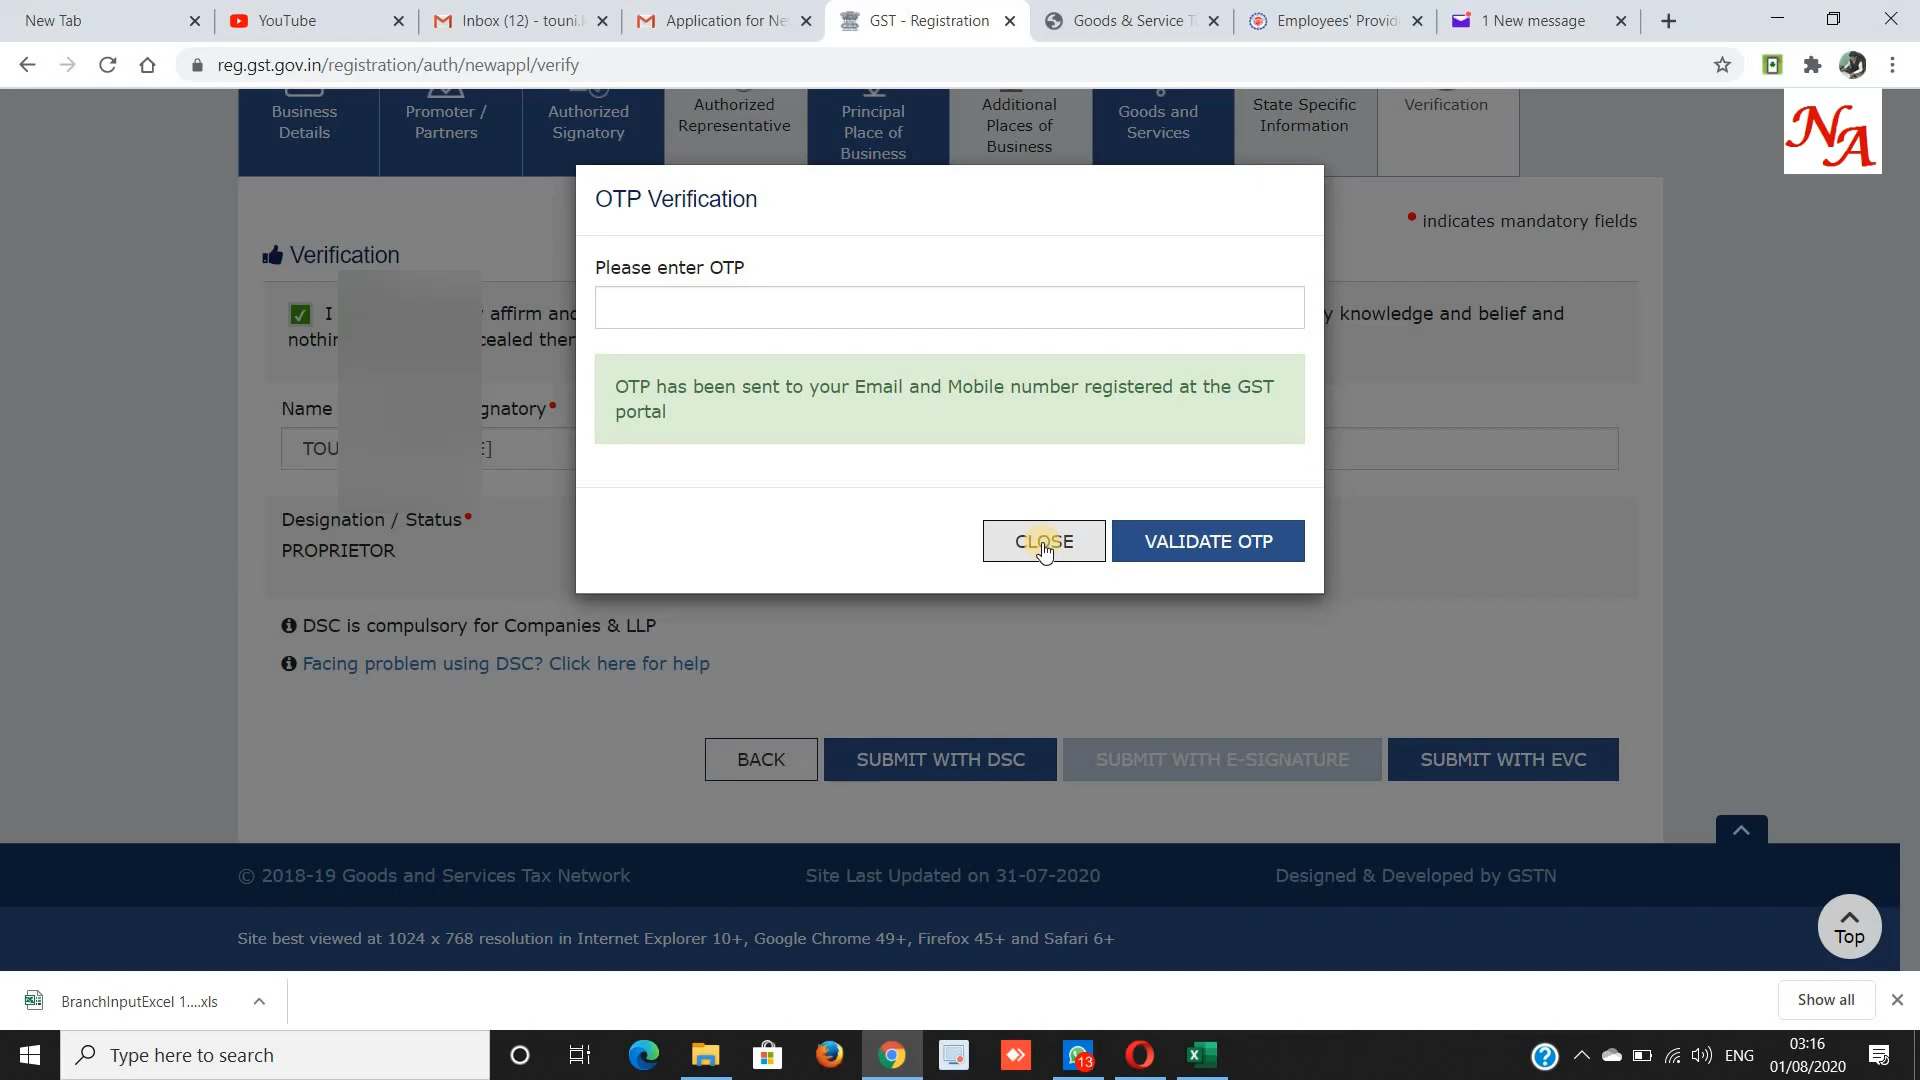 New Tab
YouTube
Inbox (12) - touni.k
Application for Ne
GST - Registration
Goods & Service T
Employees' Provid
1 New message
reg.gst.gov.in/registration/auth/newappl/verify
Business
Details
Promoter /
Partners
Authorized
Signatory
Authorized
Representative
Principal
Place of
Business
Additional
Places of
Business
Goods and
Services
State Specific
Information
Verification
NA
OTP Verification
• indicates mandatory fields
Verification
Please enter OTP
I
affirm and
y knowledge and belief and
nothin
cealed ther
OTP has been sent to your Email and Mobile number registered at the GST
portal
Name
gnatory•
TOU
E]
Designation / Status•
PROPRIETOR
CLOSE
VALIDATE OTP
DSC is compulsory for Companies & LLP
Facing problem using DSC? Click here for help
BACK
SUBMIT WITH DSC
SUBMIT WITH E-SIGNATURE
SUBMIT WITH EVC
© 2018-19 Goods and Services Tax Network
Site Last Updated on 31-07-2020
Designed & Developed by GSTN
Site best viewed at 1024 x 768 resolution in Internet Explorer 10+, Google Chrome 49+, Firefox 45+ and Safari 6+
Top
BranchInputExcel 1....xls
Show all
Type here to search
13
ENG
03:16
01/08/2020